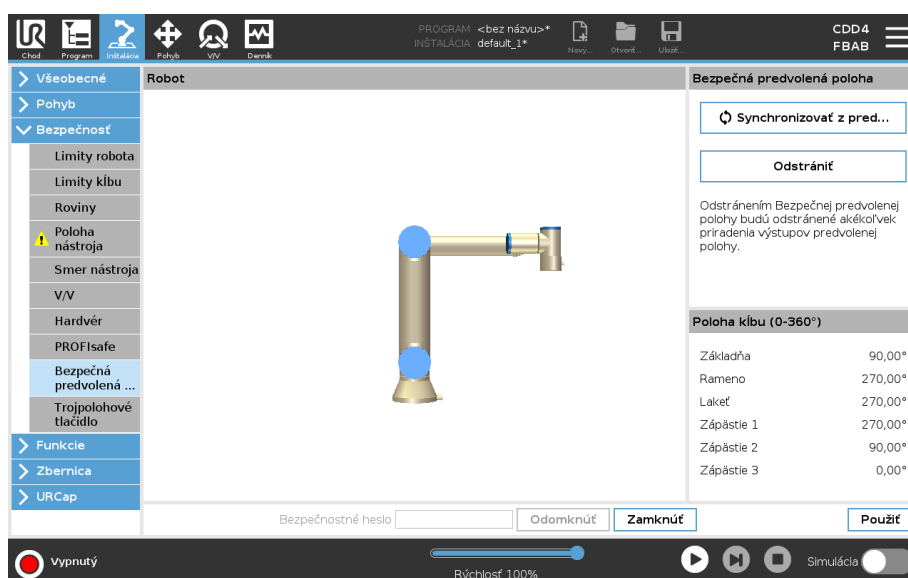 PROGRAM <bez názvu>*
INŠTALÁCIA default_1*
CDD4
FBAB
Chod Program Inštalácia Pohyb V/V Denník Nový... Otvoriť... Uložiť...
Všeobecné
Pohyb
Bezpečnosť
Limity robota
Limity kĺbu
Roviny
Poloha
nástroja
Smer nástroja
V/V
Hardvér
PROFIsafe
Bezpečná
predvolená ...
Trojpolohové
tlačidlo
Funkcie
Zbernica
URCap
Robot
Bezpečná predvolená poloha
Synchronizovať z pred...
Odstrániť
Odstránením Bezpečnej predvolenej
polohy budú odstránené akékoľvek
priradenia výstupov predvolenej
polohy.
Poloha kĺbu (0-360°)
Základňa 90,00°
Rameno 270,00°
Lakeť 270,00°
Zápästie 1 270,00°
Zápästie 2 90,00°
Zápästie 3 0,00°
Bezpečnostné heslo Odomknúť Zamknúť Použiť
Vypnutý
Rýchlosť 100%
Simulácia